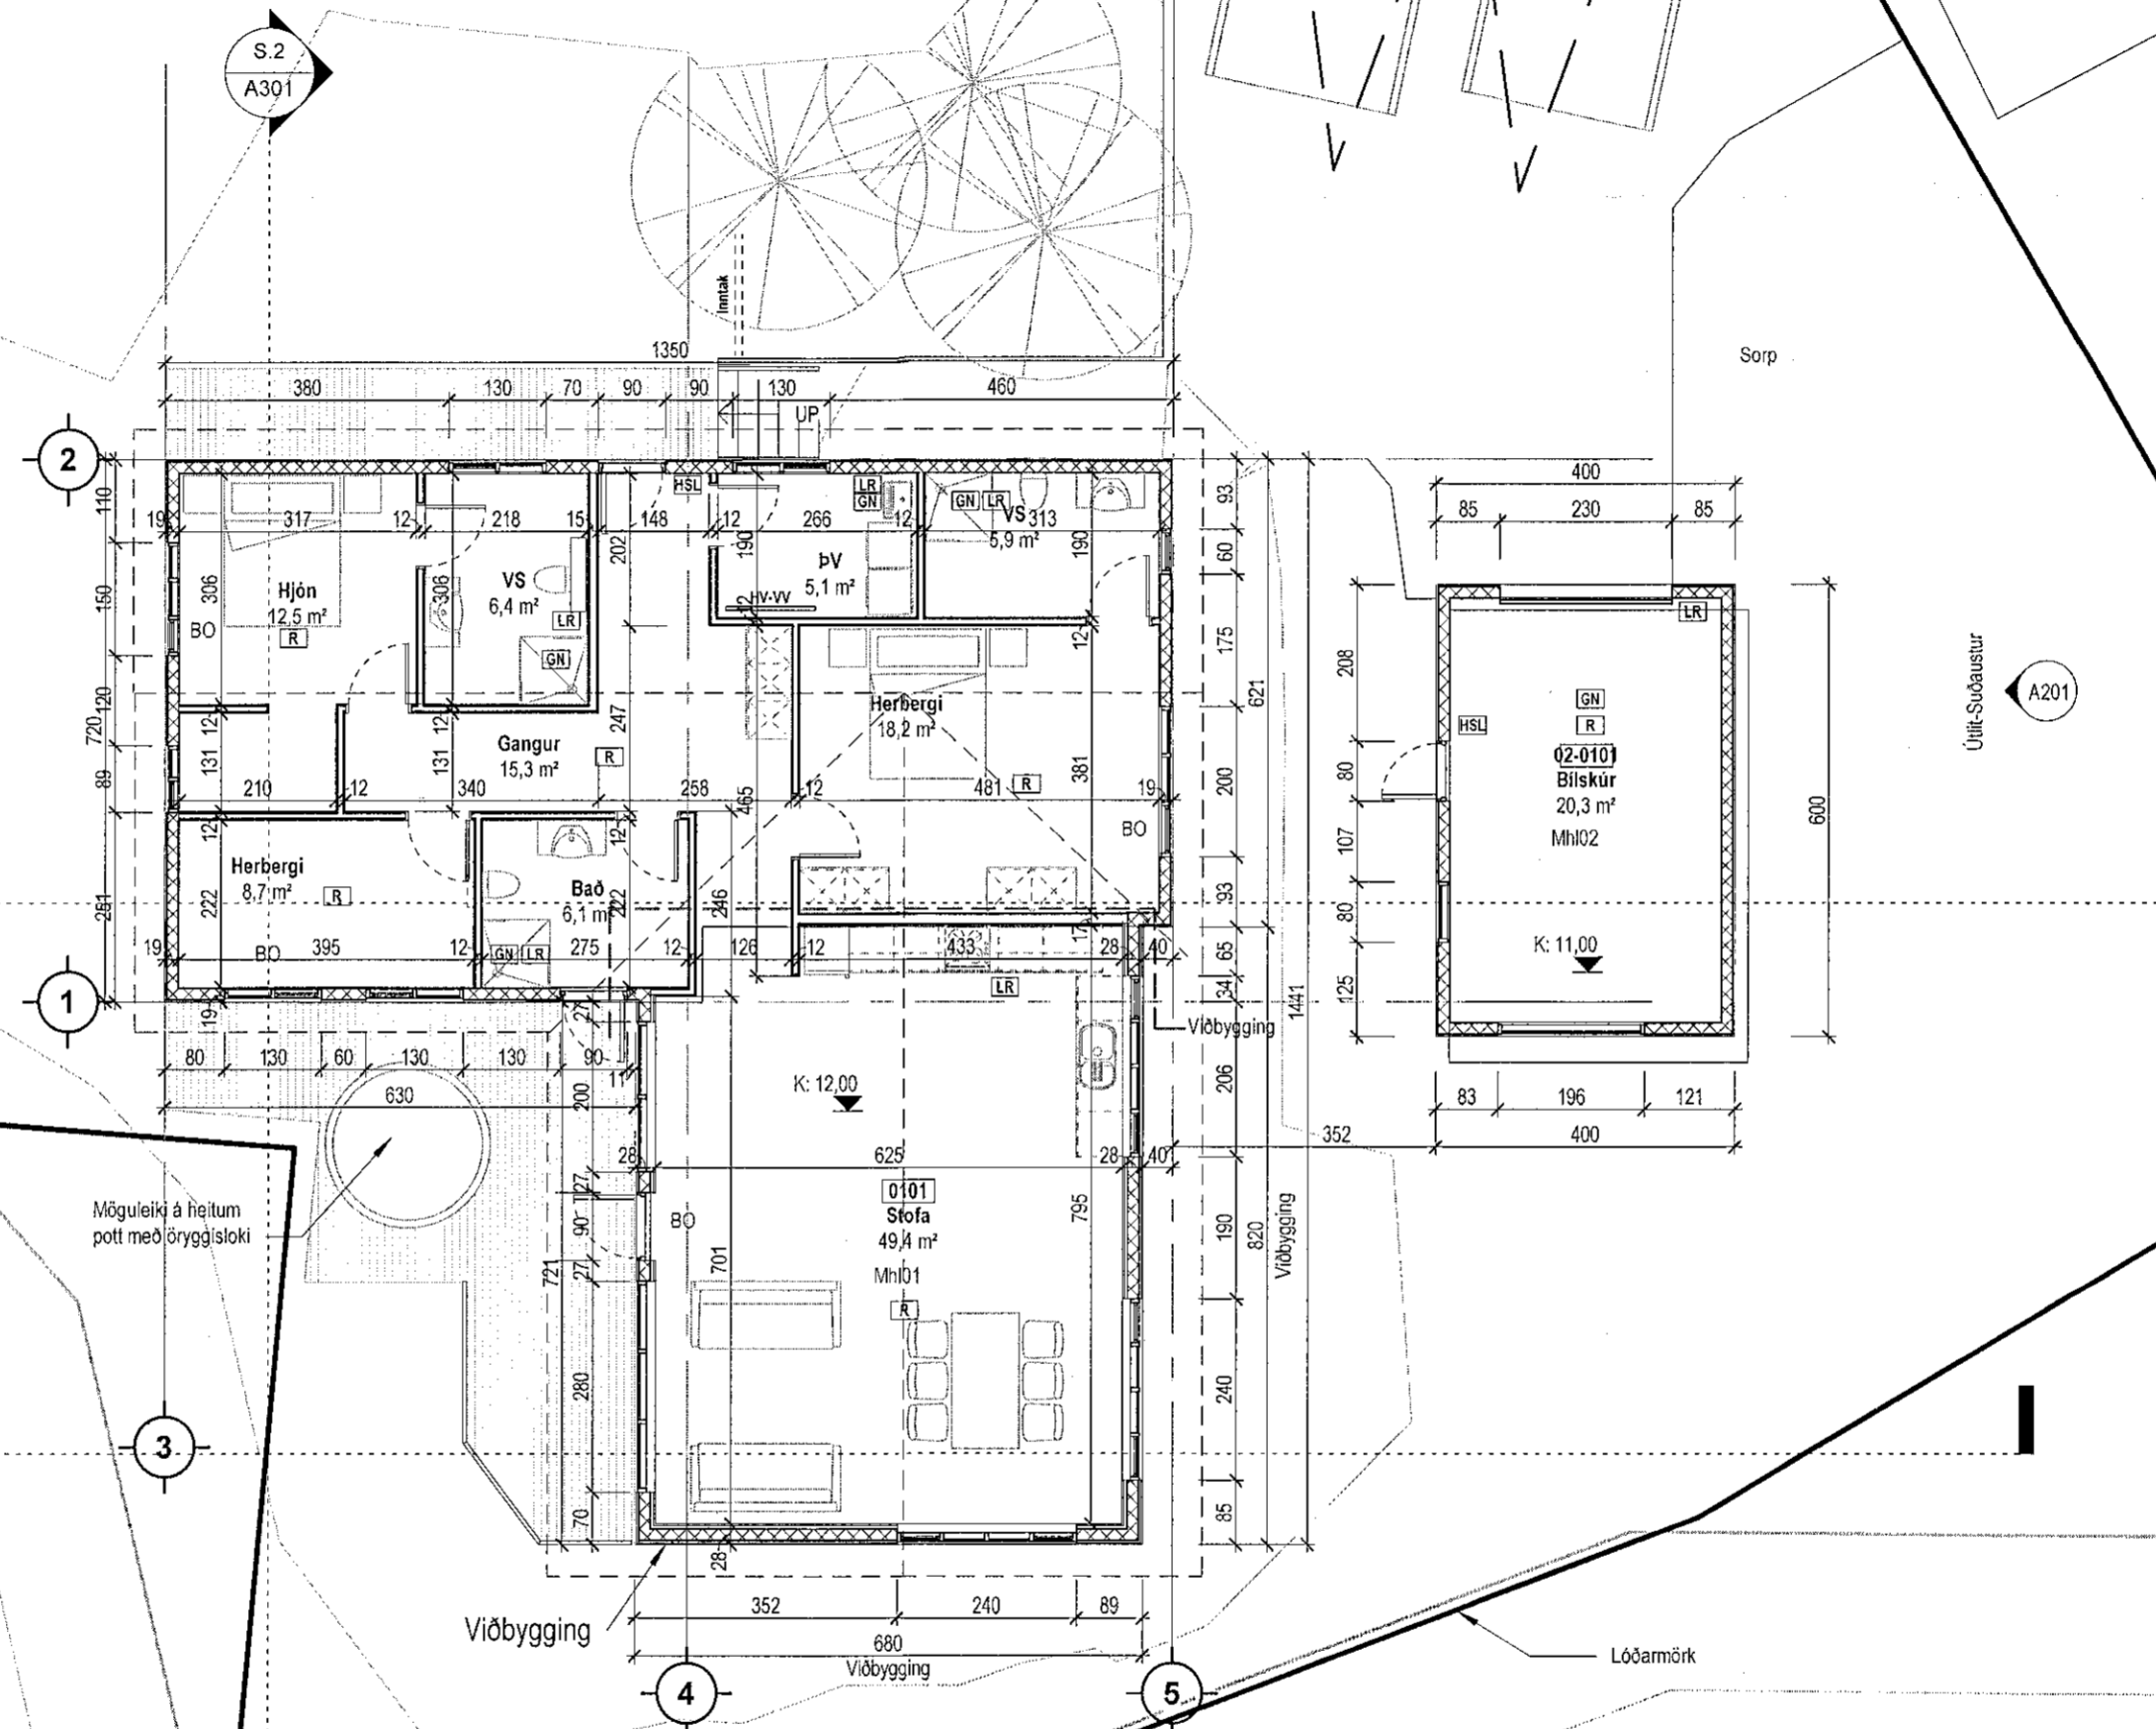 S.2
A301
Inntak
Sorp
1350
380 130 70 90 90 130 460
UP
2
400
85 230 85
110 150 120 89 251
720
HSL
LR
GN
GN LR
19 317 12 218 15 148 12 266 12 VS 313
5,9 m²
306
306
202
190
190
93 60 175 200 93 65 34 206 190 240 85
Hjón
12,5 m²
R
BO
VS
6,4 m²
LR
GN
ÞV
5,1 m²
HV-VV
12
12
LR
208 80 107 80 125
621
Herbergi
18,2 m²
R
381
12
131
12
131
Gangur
15,3 m²
R
247
465
GN
R
HSL
02-0101
Bílskúr
20,3 m²
Mhl02
600
Útlit-Suðaustur
A201
210 12 340 258 12 481 19
BO
12
12
Herbergi
8,7 m²
R
222
Bað
6,1 m²
222
246
BO
19 395 12 GN LR 275 12 126 12 433 28 40
17
LR
K: 11,00
1
19
27
Viðbygging
1441
80 130 60 130 130 90
11
630
200 27 90 27 280 70
721
K: 12,00
83 196 121
352 400
28 625 28 40
0101
Stofa
49,4 m²
Mhl01
R
BO
701
795
820
Viðbygging
Möguleiki á heitum
pott með öryggisloki
3
28
Viðbygging
352 240 89
680
Viðbygging
4
5
Lóðarmörk